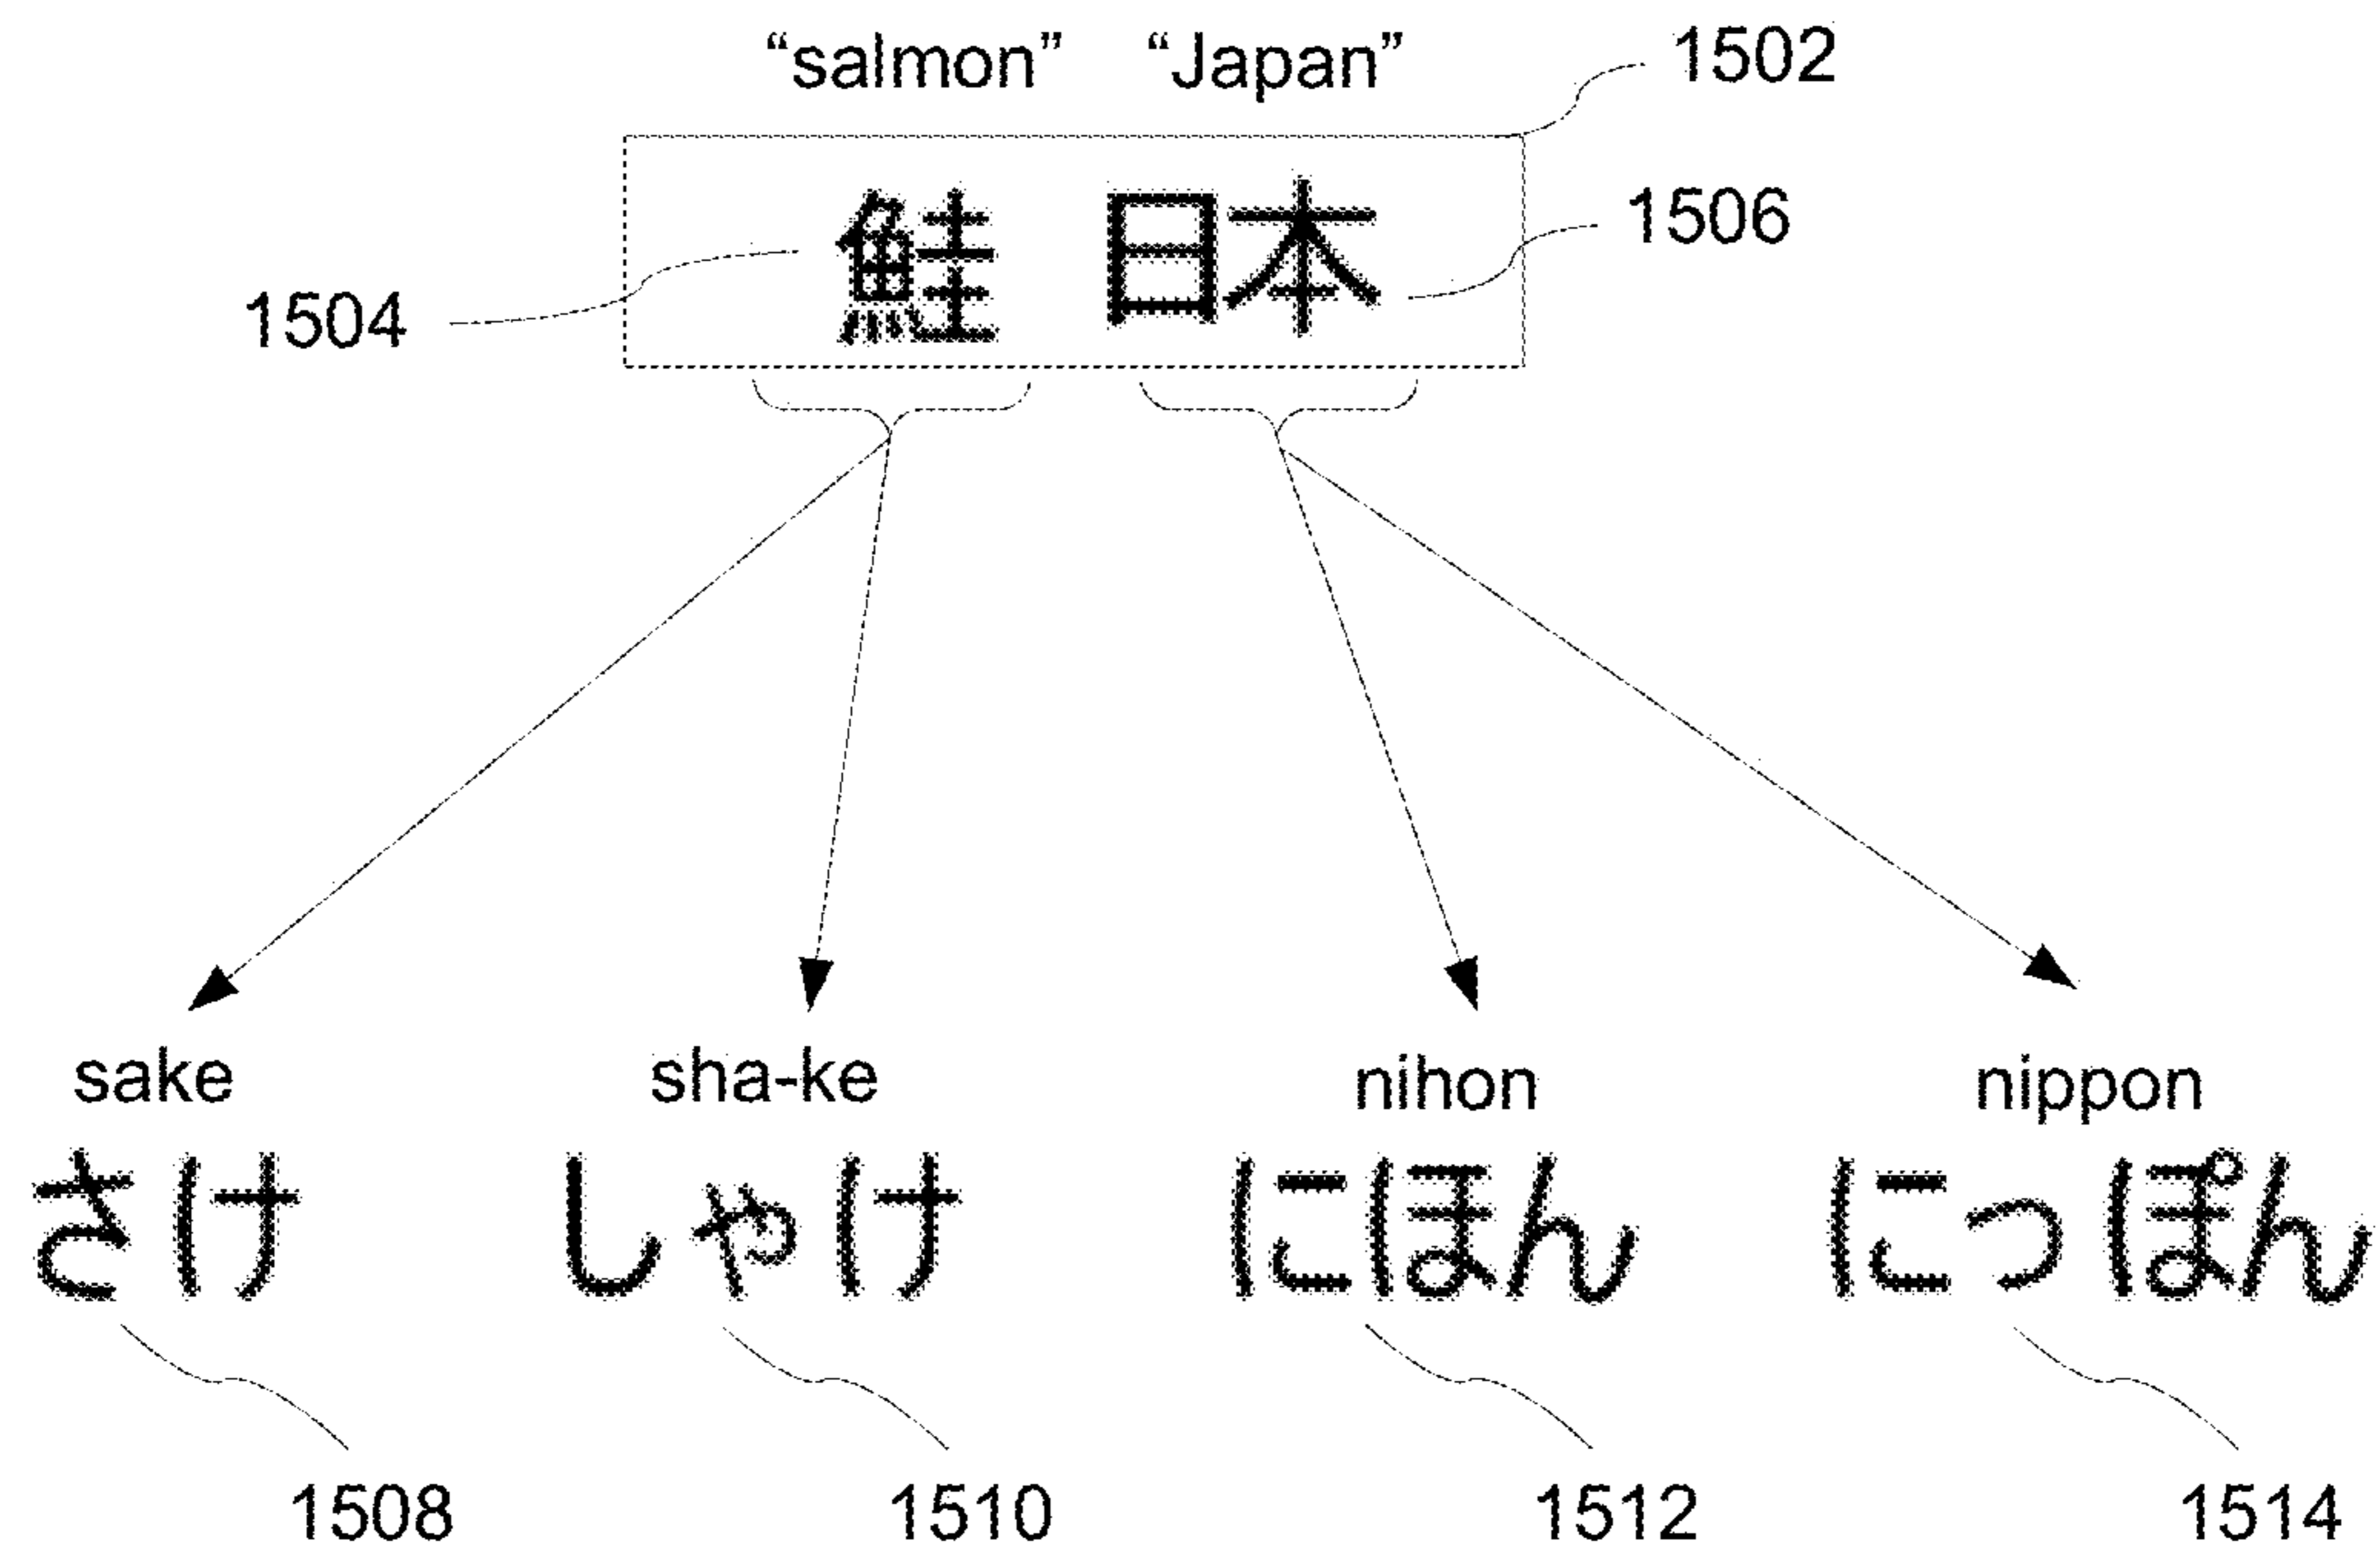 “salmon” “Japan” 1502
鮭 日本
1506
1504
sake sha-ke nihon nippon
さけ しゃけ にほん にっぽん
1508 1510 1512 1514